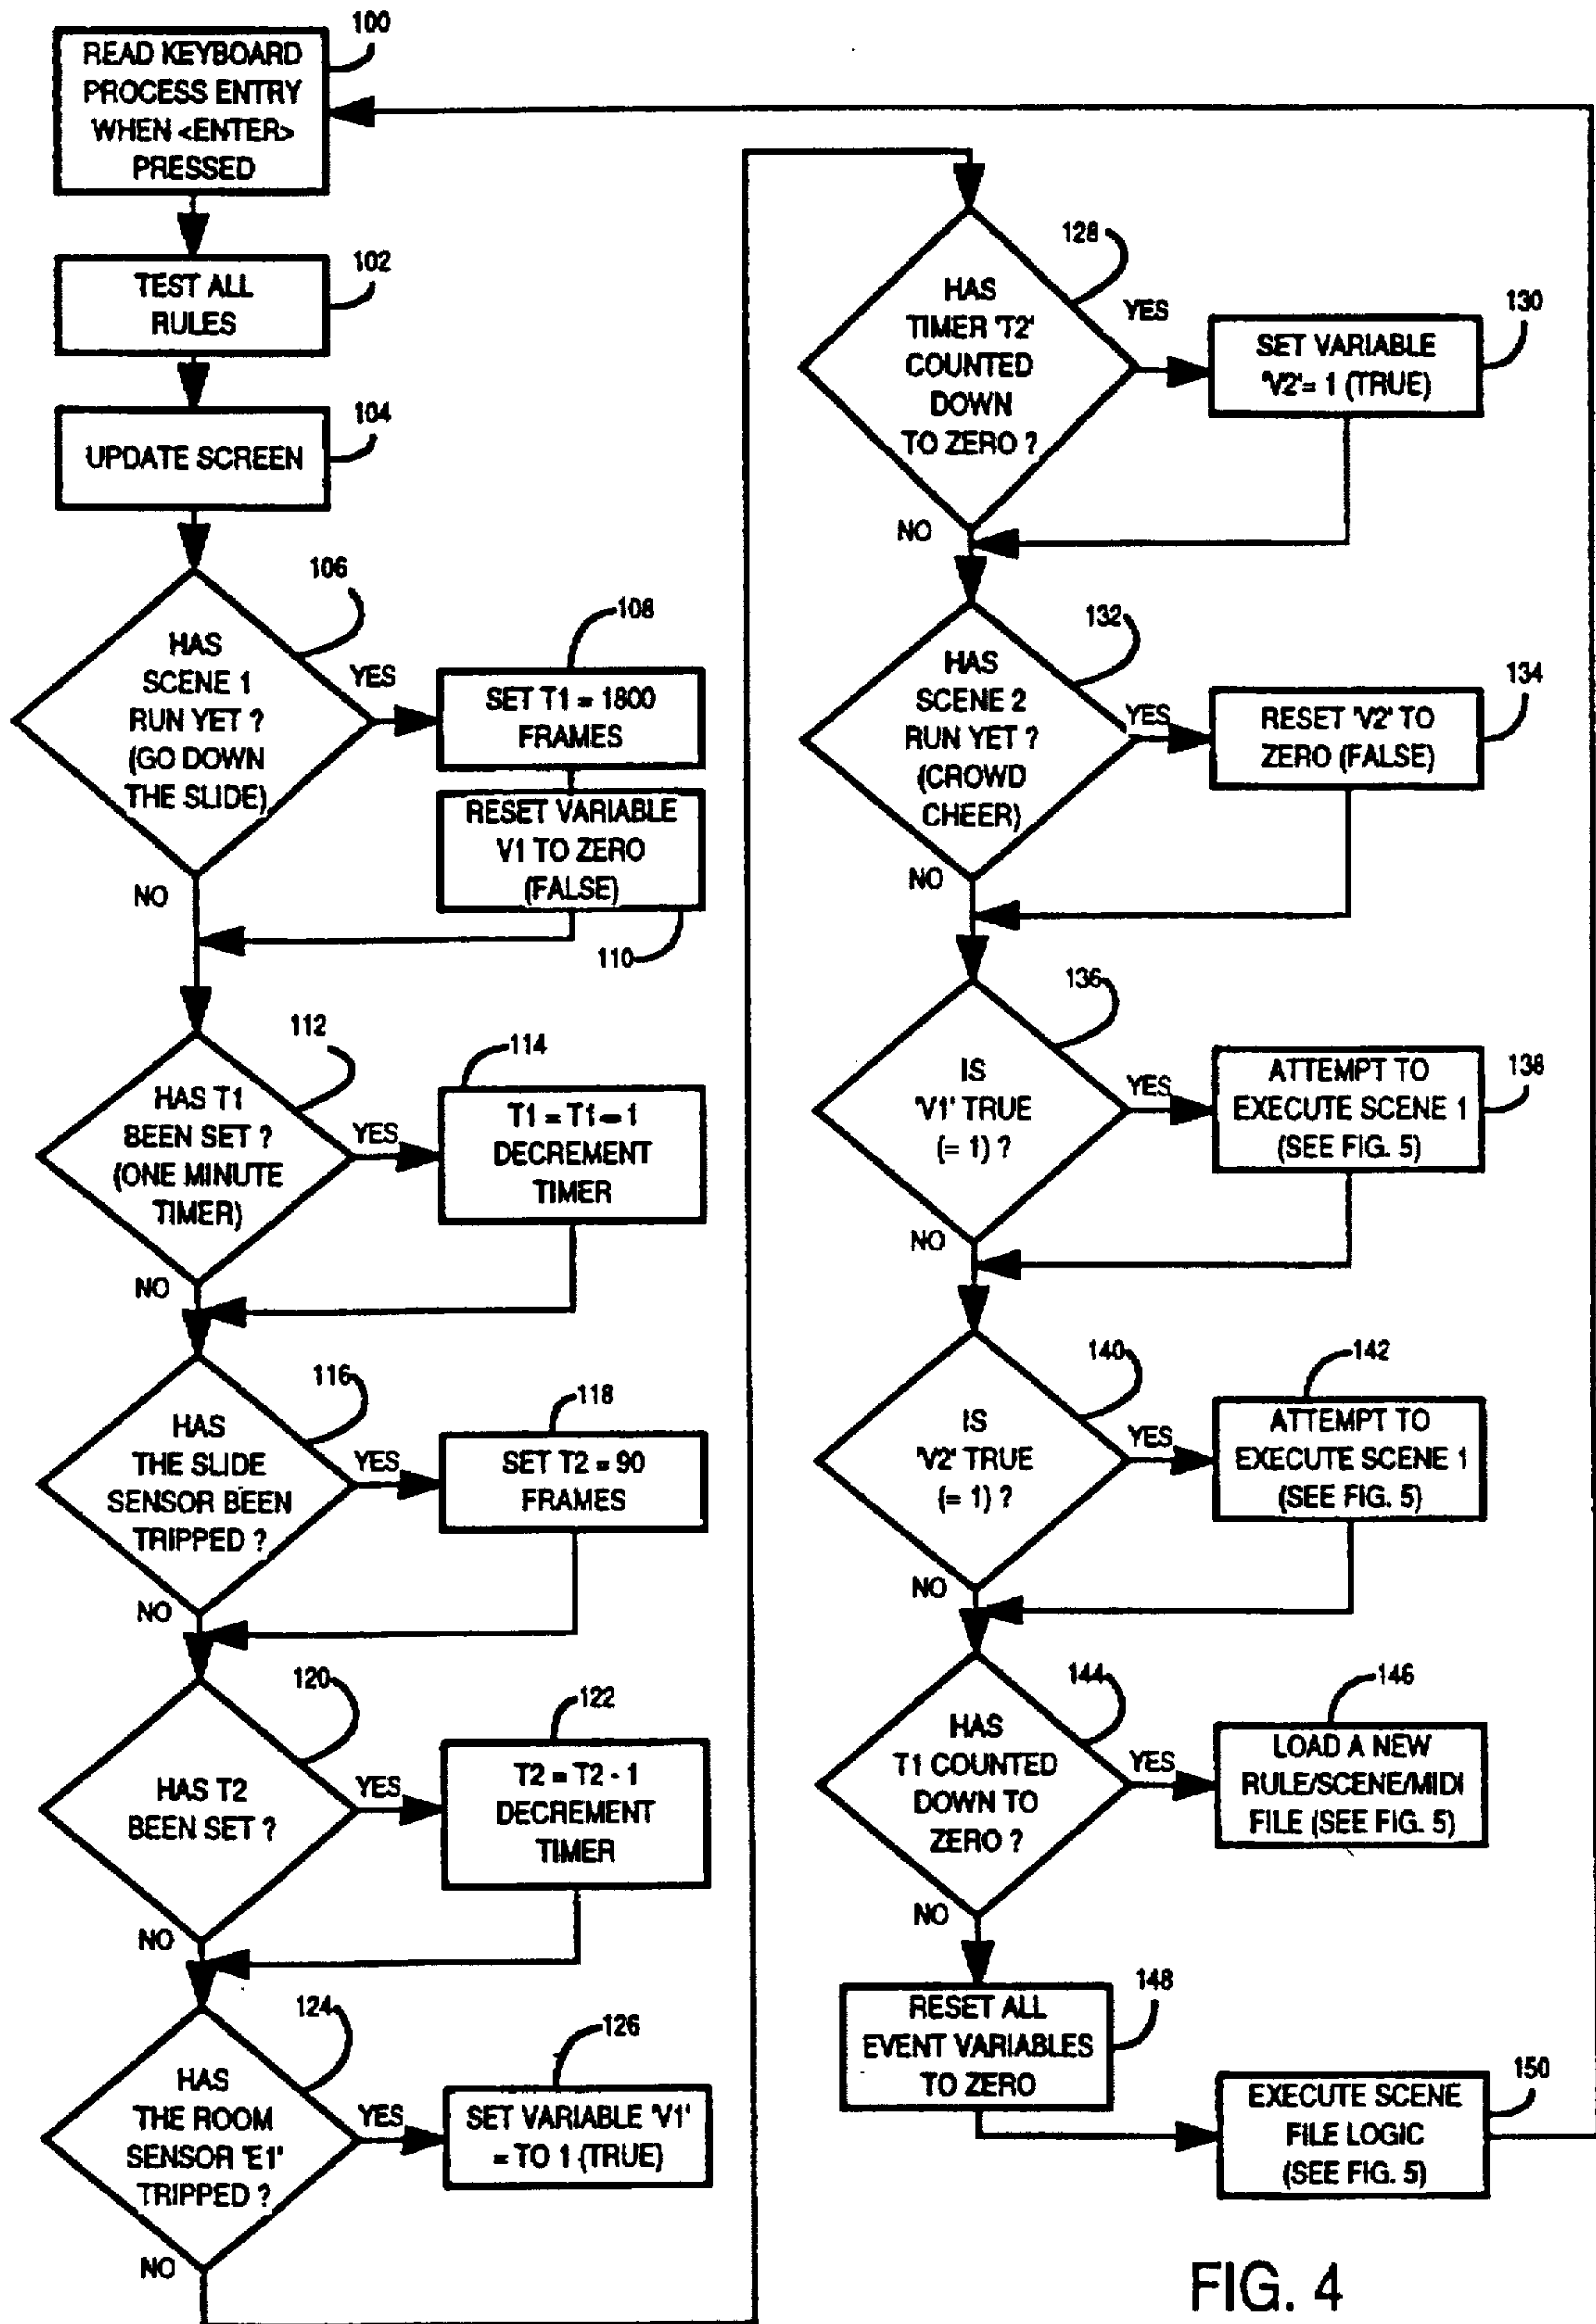 100
READ KEYBOARD
PROCESS ENTRY
WHEN <ENTER>
PRESSED
102
TEST ALL
RULES
104
UPDATE SCREEN
106
HAS
SCENE 1
RUN YET ?
(GO DOWN
THE SLIDE)
YES
NO
108
SET T1 = 1800
FRAMES
RESET VARIABLE
V1 TO ZERO
(FALSE)
110
112
HAS T1
BEEN SET ?
(ONE MINUTE
TIMER)
YES
NO
114
T1 = T1 - 1
DECREMENT
TIMER
116
HAS
THE SLIDE
SENSOR BEEN
TRIPPED ?
YES
NO
118
SET T2 = 90
FRAMES
120
HAS T2
BEEN SET ?
YES
NO
122
T2 = T2 - 1
DECREMENT
TIMER
124
HAS
THE ROOM
SENSOR 'E1'
TRIPPED ?
YES
NO
126
SET VARIABLE 'V1'
= TO 1 (TRUE)
128
HAS
TIMER 'T2'
COUNTED
DOWN
TO ZERO ?
YES
NO
130
SET VARIABLE
'V2'= 1 (TRUE)
132
HAS
SCENE 2
RUN YET ?
(CROWD
CHEER)
YES
NO
134
RESET 'V2' TO
ZERO (FALSE)
136
IS
'V1' TRUE
(= 1) ?
YES
NO
138
ATTEMPT TO
EXECUTE SCENE 1
(SEE FIG. 5)
140
IS
'V2' TRUE
(= 1) ?
YES
NO
142
ATTEMPT TO
EXECUTE SCENE 1
(SEE FIG. 5)
144
HAS
T1 COUNTED
DOWN TO
ZERO ?
YES
NO
146
LOAD A NEW
RULE/SCENE/MIDI
FILE (SEE FIG. 5)
148
RESET ALL
EVENT VARIABLES
TO ZERO
150
EXECUTE SCENE
FILE LOGIC
(SEE FIG. 5)
FIG. 4